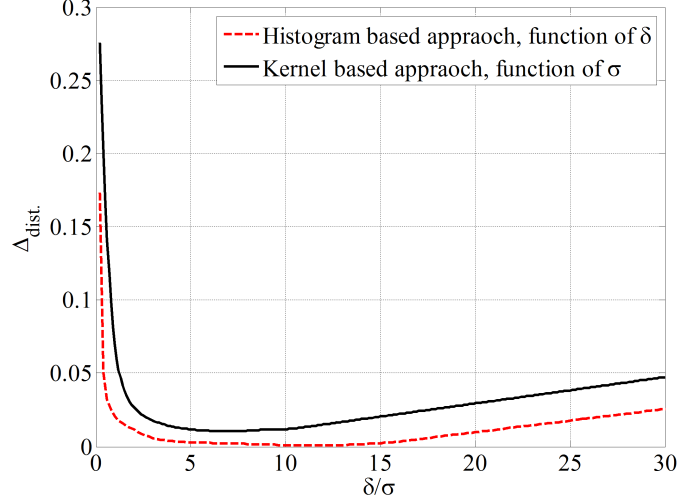 0.3
0.25
0.2
0.15
0.1
0.05
0
Δdist.
Histogram based appraoch, function of δ
Kernel based appraoch, function of σ
0 5 10 15 20 25 30
δ/σ